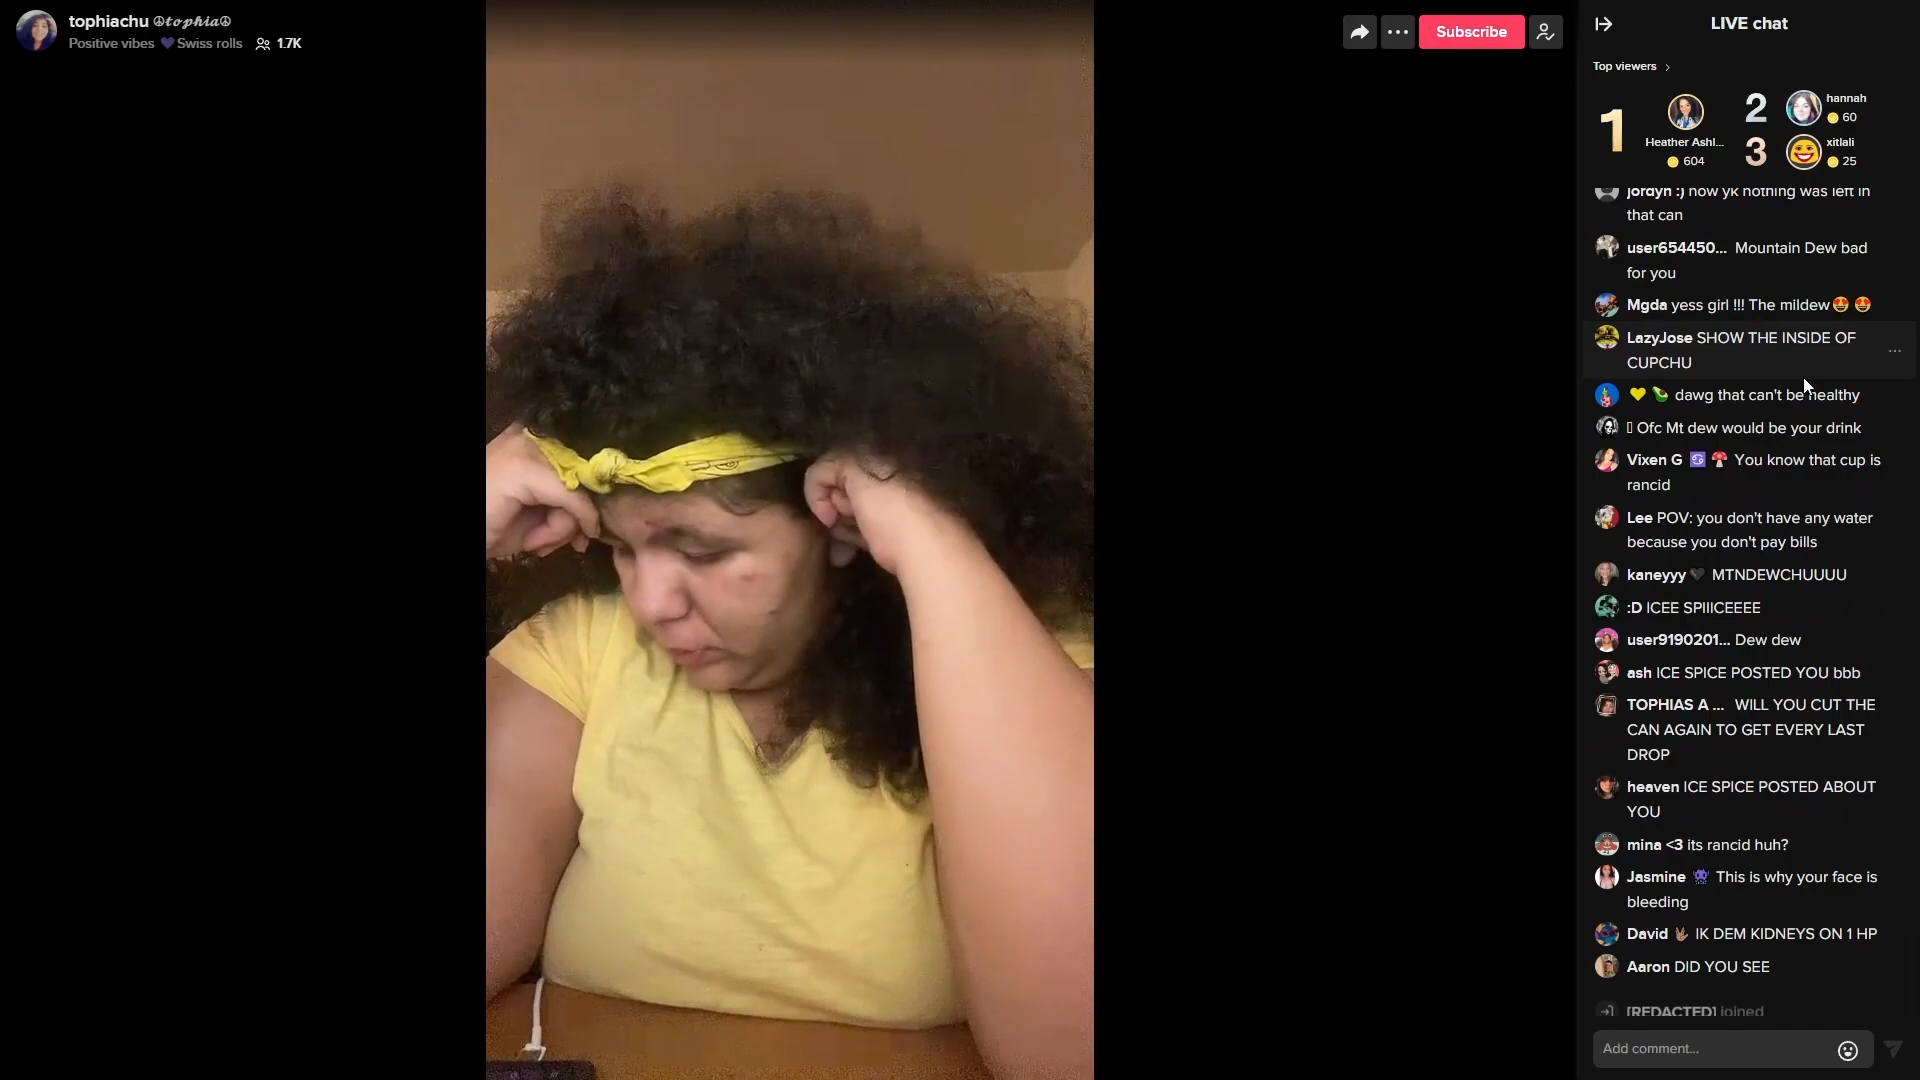 tophiachu ☮𝓽𝓸𝓹𝓱𝓲𝓪☮
Positive vibes 💜Swiss rolls 1.7K
Subscribe
LIVE chat
Top viewers
1
Heather Ashl...
604
2
hannah
60
3
xitlali
25
jordyn :) now yk nothing was left in
that can
user654450... Mountain Dew bad
for you
Mgda yess girl !!! The mildew😍 😍
LazyJose SHOW THE INSIDE OF
CUPCHU
💛 🥑 dawg that can't be healthy
Ofc Mt dew would be your drink
Vixen G ♋ 🍄 You know that cup is
rancid
Lee POV: you don't have any water
because you don't pay bills
kaneyyy🖤 MTNDEWCHUUUU
:D ICEE SPIIICEEEE
user9190201... Dew dew
ash ICE SPICE POSTED YOU bbb
TOPHIAS A ... WILL YOU CUT THE
CAN AGAIN TO GET EVERY LAST
DROP
heaven ICE SPICE POSTED ABOUT
YOU
mina <3 its rancid huh?
Jasmine 👾 This is why your face is
bleeding
David 🖖🏽 IK DEM KIDNEYS ON 1 HP
Aaron DID YOU SEE
[REDACTED] joined
Add comment...